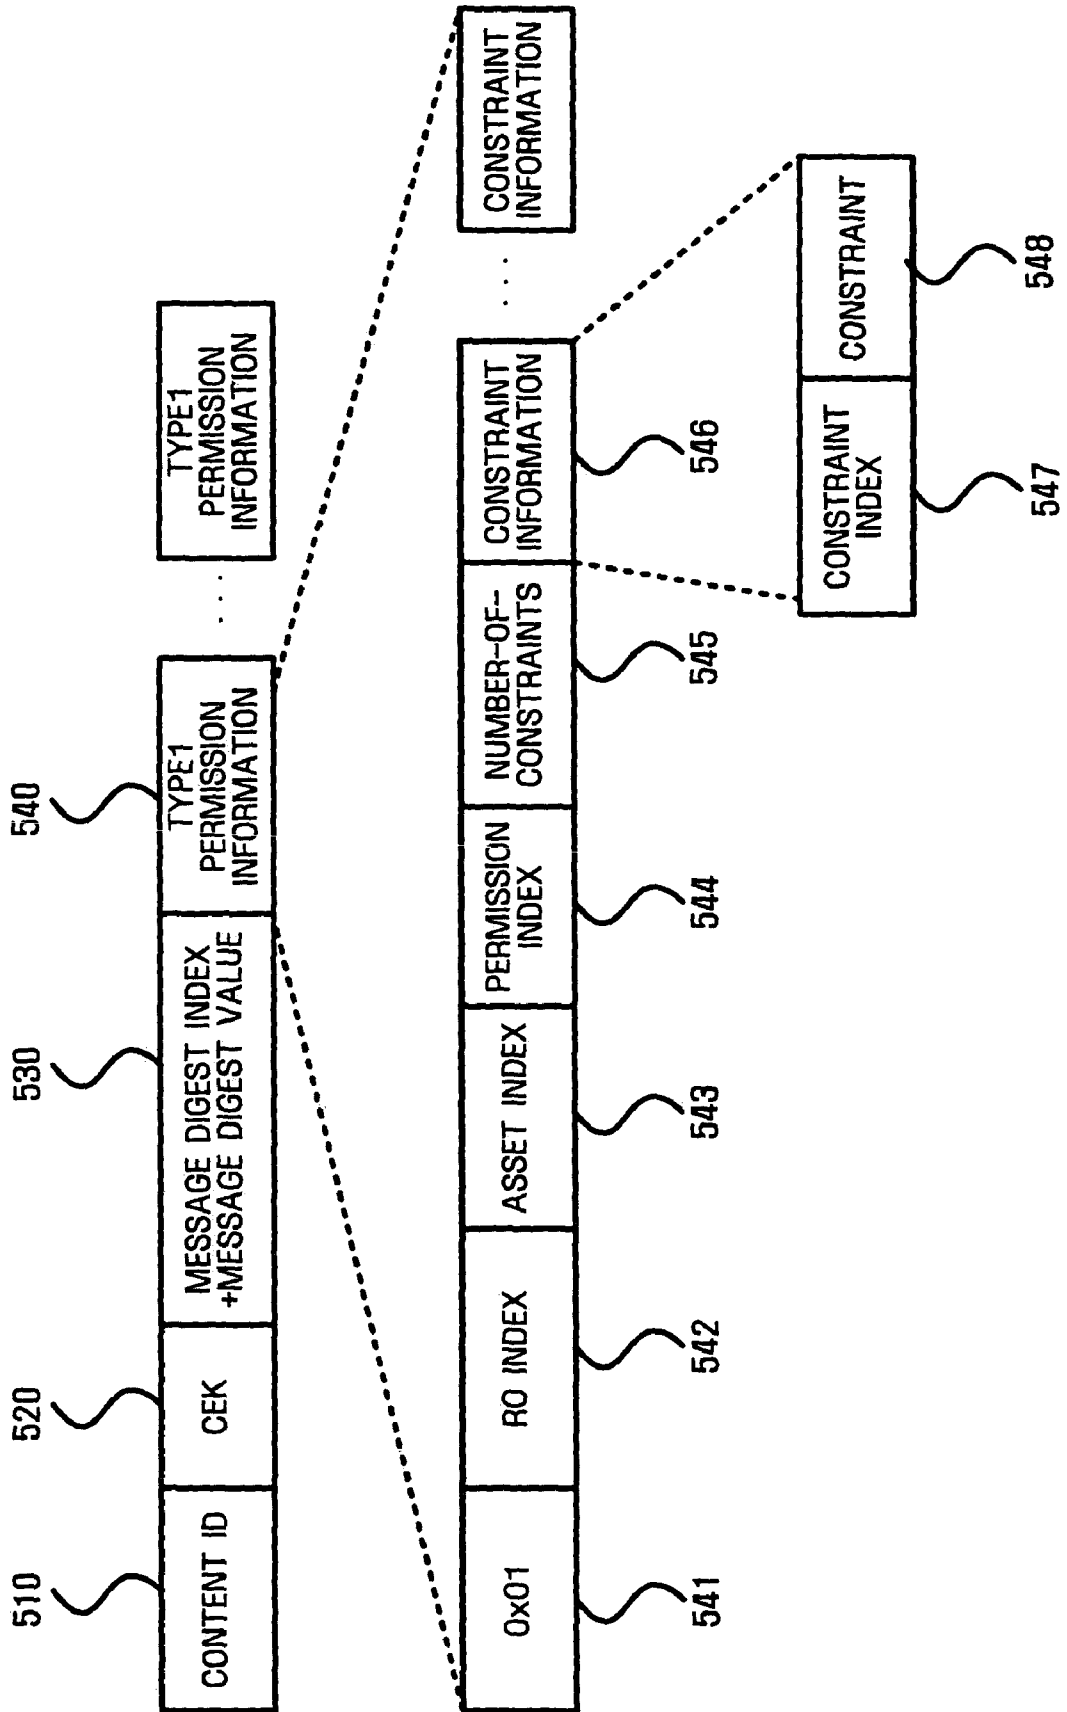 510
520
530
540
CONTENT ID
CEK
MESSAGE DIGEST INDEX
+MESSAGE DIGEST VALUE
TYPE1
PERMISSION
INFORMATION
. . .
TYPE1
PERMISSION
INFORMATION
0x01
RO INDEX
ASSET INDEX
PERMISSION
INDEX
NUMBER-OF-
CONSTRAINTS
CONSTRAINT
INFORMATION
. . .
CONSTRAINT
INFORMATION
541
542
543
544
545
546
CONSTRAINT
INDEX
CONSTRAINT
547
548